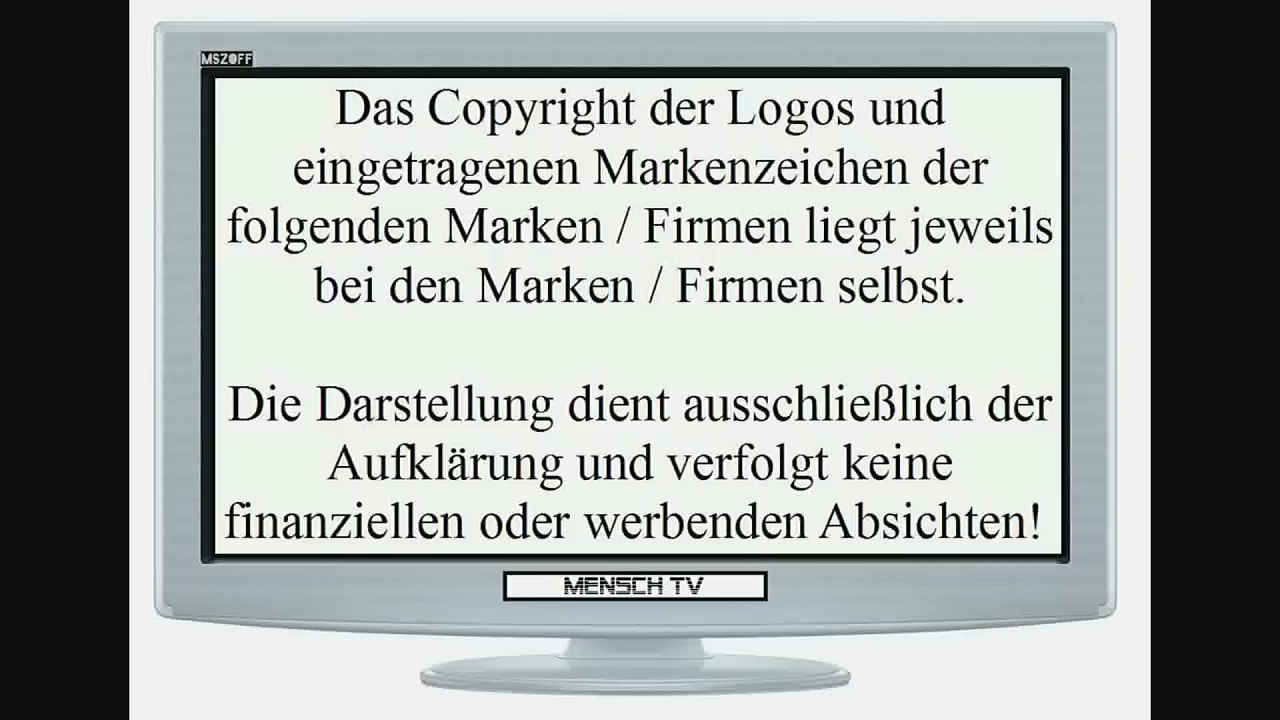 MSZOFF
Das Copyright der Logos und
eingetragenen Markenzeichen der
folgenden Marken / Firmen liegt jeweils
bei den Marken / Firmen selbst.
Die Darstellung dient ausschließlich der
Aufklärung und verfolgt keine
finanziellen oder werbenden Absichten!
MENSCH TV